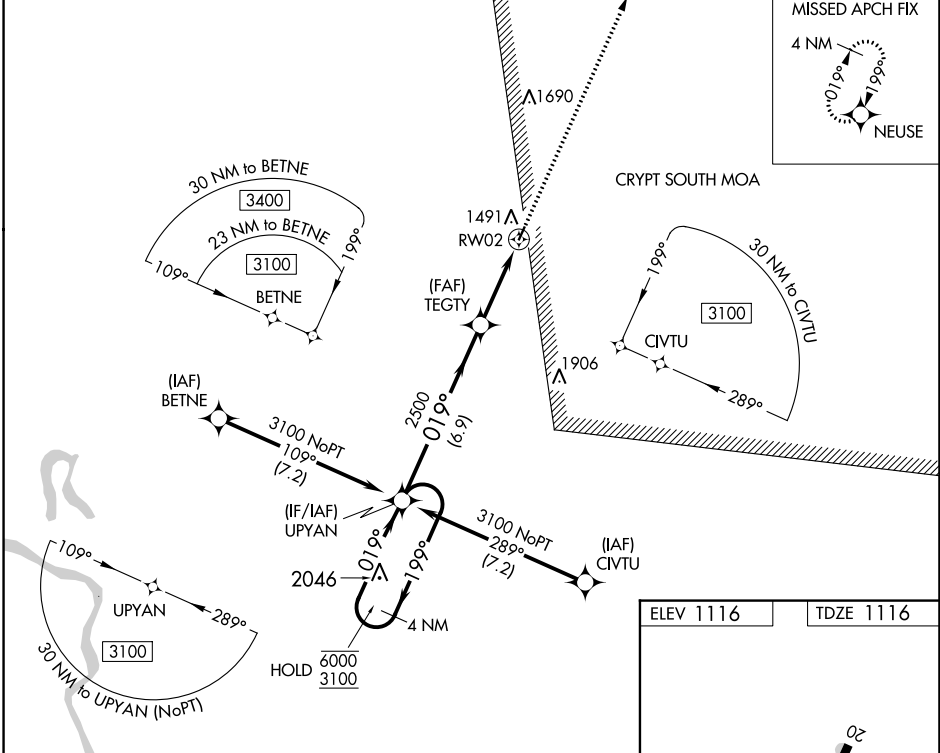 MISSED APCH FIX
4 NM
019°
199°
NEUSE
1690
CRYPT SOUTH MOA
30 NM to BETNE
3400
23 NM to BETNE
3100
109°
199°
BETNE
1491
RW02
(FAF)
TEGTY
199°
30 NM to CIVTU
3100
CIVTU
289°
1906
(IAF)
BETNE
3100 NoPT
109°
(7.2)
2500
019°
(6.9)
(IF/IAF)
UPYAN
3100 NoPT
289°
(7.2)
(IAF)
CIVTU
019°
199°
2046
4 NM
HOLD
6000
3100
109°
UPYAN
289°
3100
30 NM to UPYAN (NoPT)
ELEV 1116
TDZE 1116
20